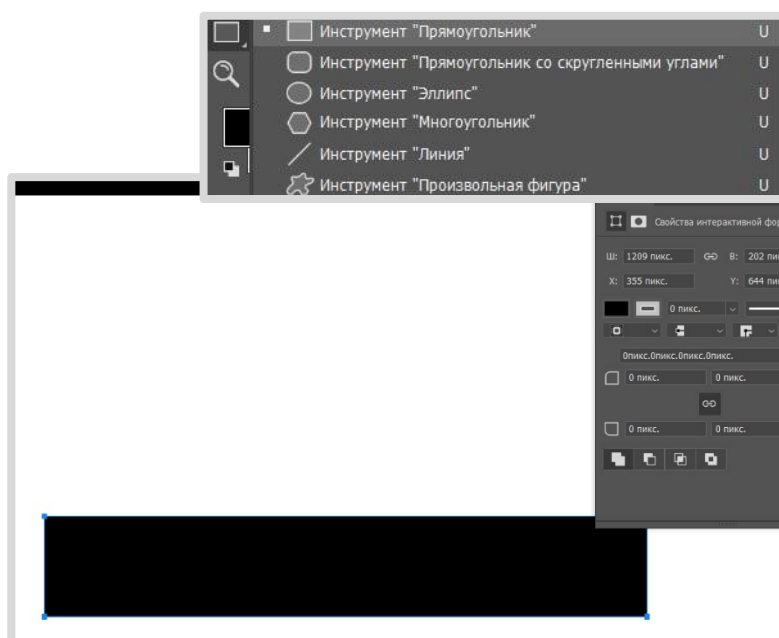 Инструмент "Прямоугольник" U
Инструмент "Прямоугольник со скругленными углами" U
Инструмент "Эллипс" U
Инструмент "Многоугольник" U
Инструмент "Линия" U
Инструмент "Произвольная фигура" U
Свойства интерактивной фор
Ш: 1209 пикс. В: 202 пи
X: 355 пикс. Y: 644 пи
0 пикс.
0пикс.0пикс.0пикс.0пикс.
0 пикс. 0 пикс.
0 пикс. 0 пикс.